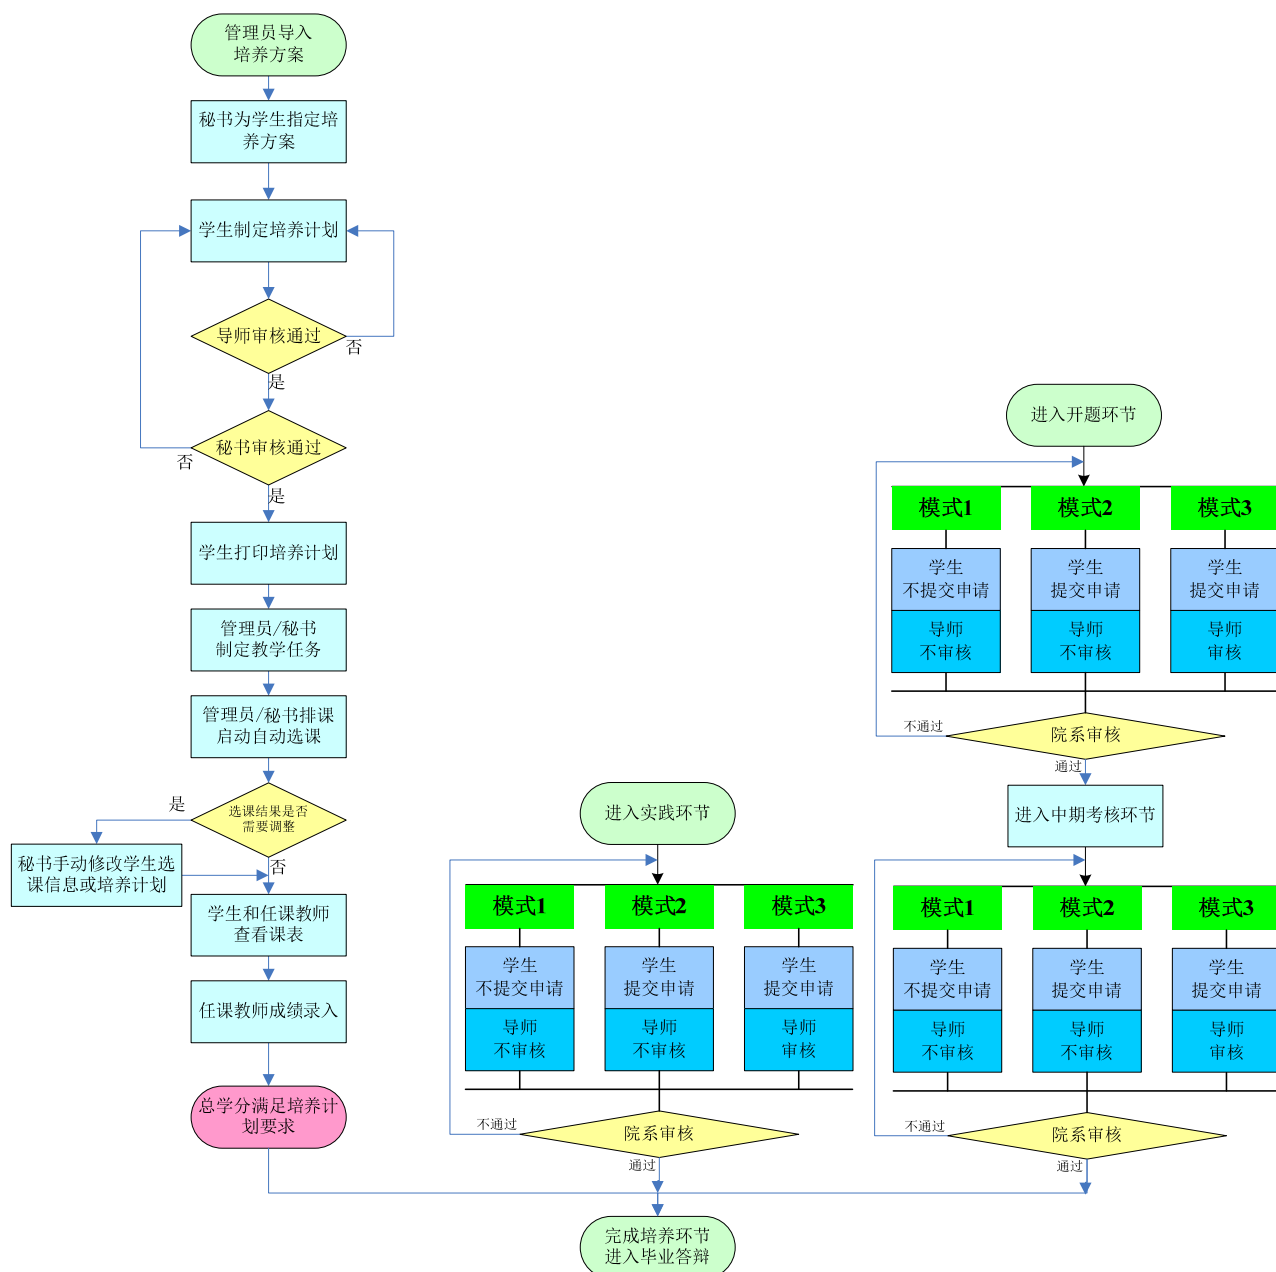 管理员导入
培养方案
秘书为学生指定培
养方案
学生制定培养计划
导师审核通过
否
是
秘书审核通过
否
是
学生打印培养计划
管理员/秘书
制定教学任务
管理员/秘书排课
启动自动选课
选课结果是否
需要调整
是
否
秘书手动修改学生选
课信息或培养计划
学生和任课教师
查看课表
任课教师成绩录入
总学分满足培养计
划要求
进入实践环节
模式1
模式2
模式3
学生
不提交申请
学生
提交申请
学生
提交申请
导师
不审核
导师
不审核
导师
审核
不通过
院系审核
通过
进入开题环节
模式1
模式2
模式3
学生
不提交申请
学生
提交申请
学生
提交申请
导师
不审核
导师
不审核
导师
审核
不通过
院系审核
通过
进入中期考核环节
模式1
模式2
模式3
学生
不提交申请
学生
提交申请
学生
提交申请
导师
不审核
导师
不审核
导师
审核
不通过
院系审核
通过
完成培养环节
进入毕业答辩